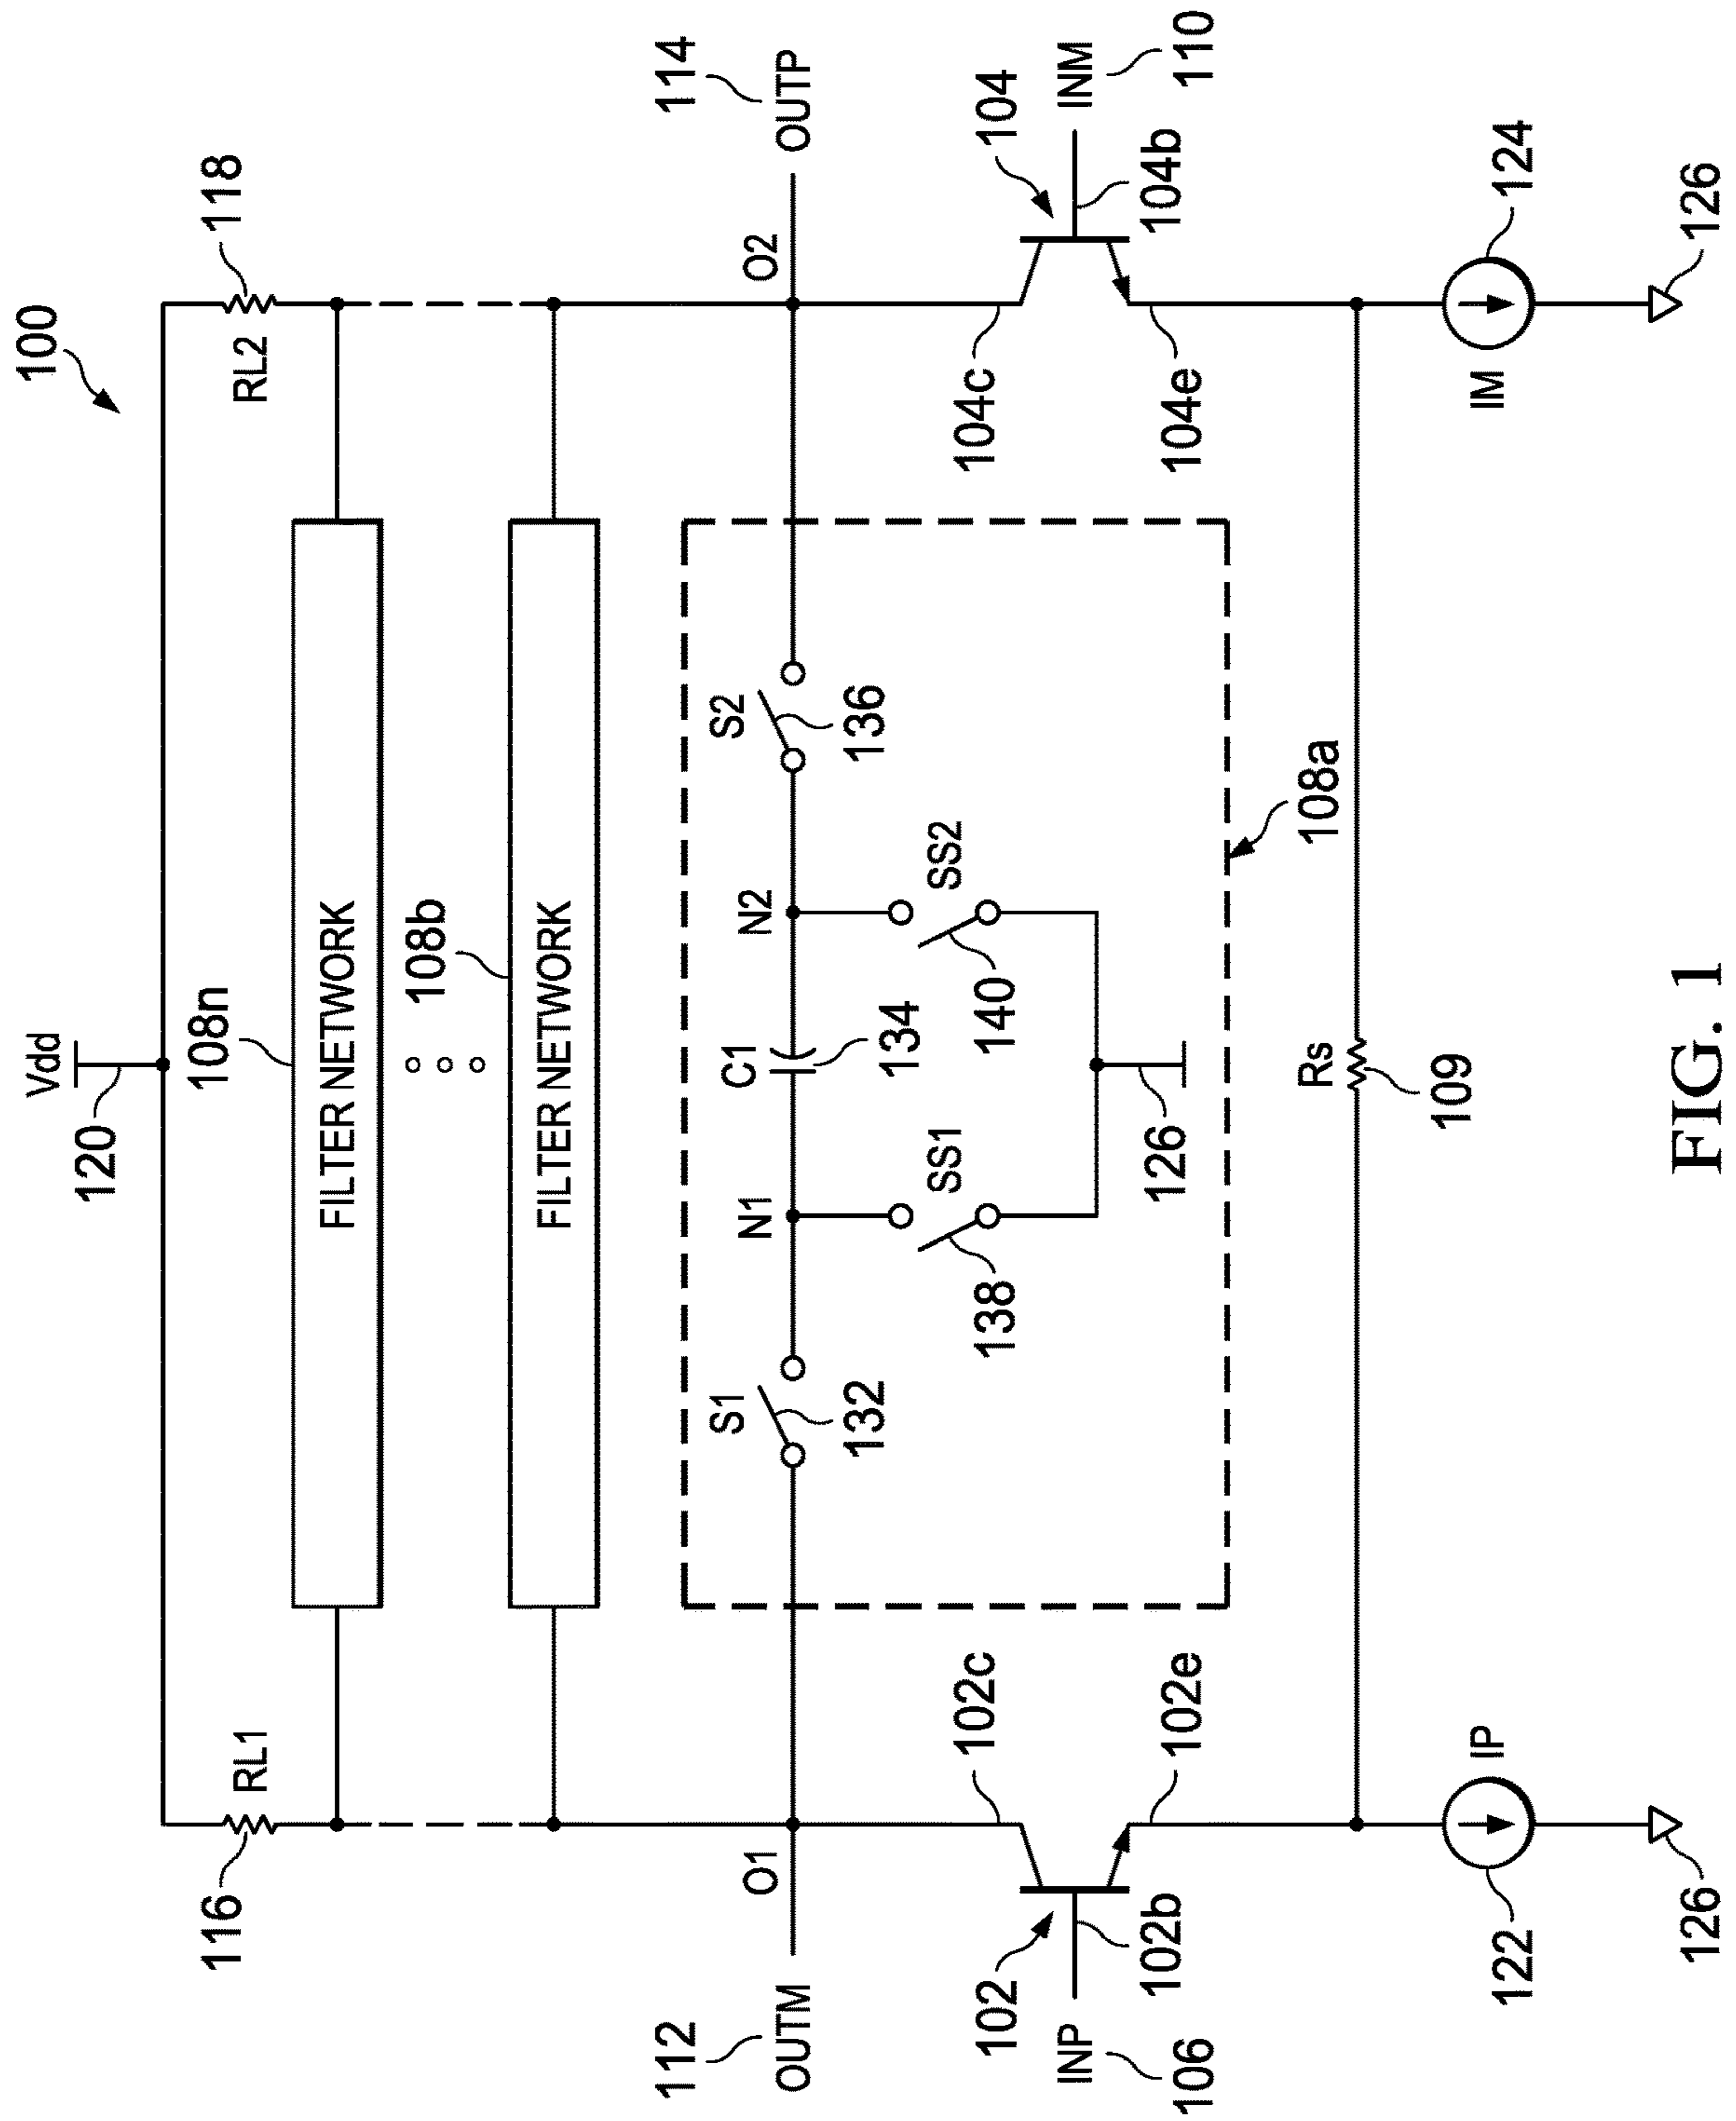 100
Vdd
120
116
RL1
RL2
118
108n
FILTER NETWORK
108b
FILTER NETWORK
112
OUTM
O1
S1
132
N1
C1
134
N2
S2
136
O2
114
OUTP
SS1
138
SS2
140
126
108a
102
INP
106
102b
102c
102e
104
INM
110
104b
104c
104e
Rs
109
IP
122
126
IM
124
126
FIG. 1